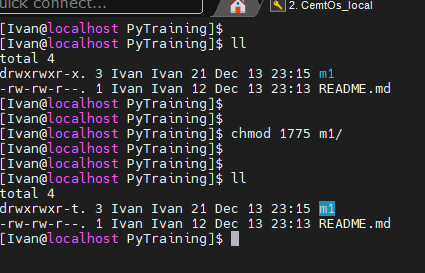 quick connect...
2. CemtOs_local
[Ivan@localhost PyTraining]$
[Ivan@localhost PyTraining]$ ll
total 4
drwxrwxr-x. 3 Ivan Ivan 21 Dec 13 23:15 m1
-rw-rw-r--. 1 Ivan Ivan 12 Dec 13 23:13 README.md
[Ivan@localhost PyTraining]$
[Ivan@localhost PyTraining]$
[Ivan@localhost PyTraining]$ chmod 1775 m1/
[Ivan@localhost PyTraining]$
[Ivan@localhost PyTraining]$
[Ivan@localhost PyTraining]$ ll
total 4
drwxrwxr-t. 3 Ivan Ivan 21 Dec 13 23:15 m1
-rw-rw-r--. 1 Ivan Ivan 12 Dec 13 23:13 README.md
[Ivan@localhost PyTraining]$